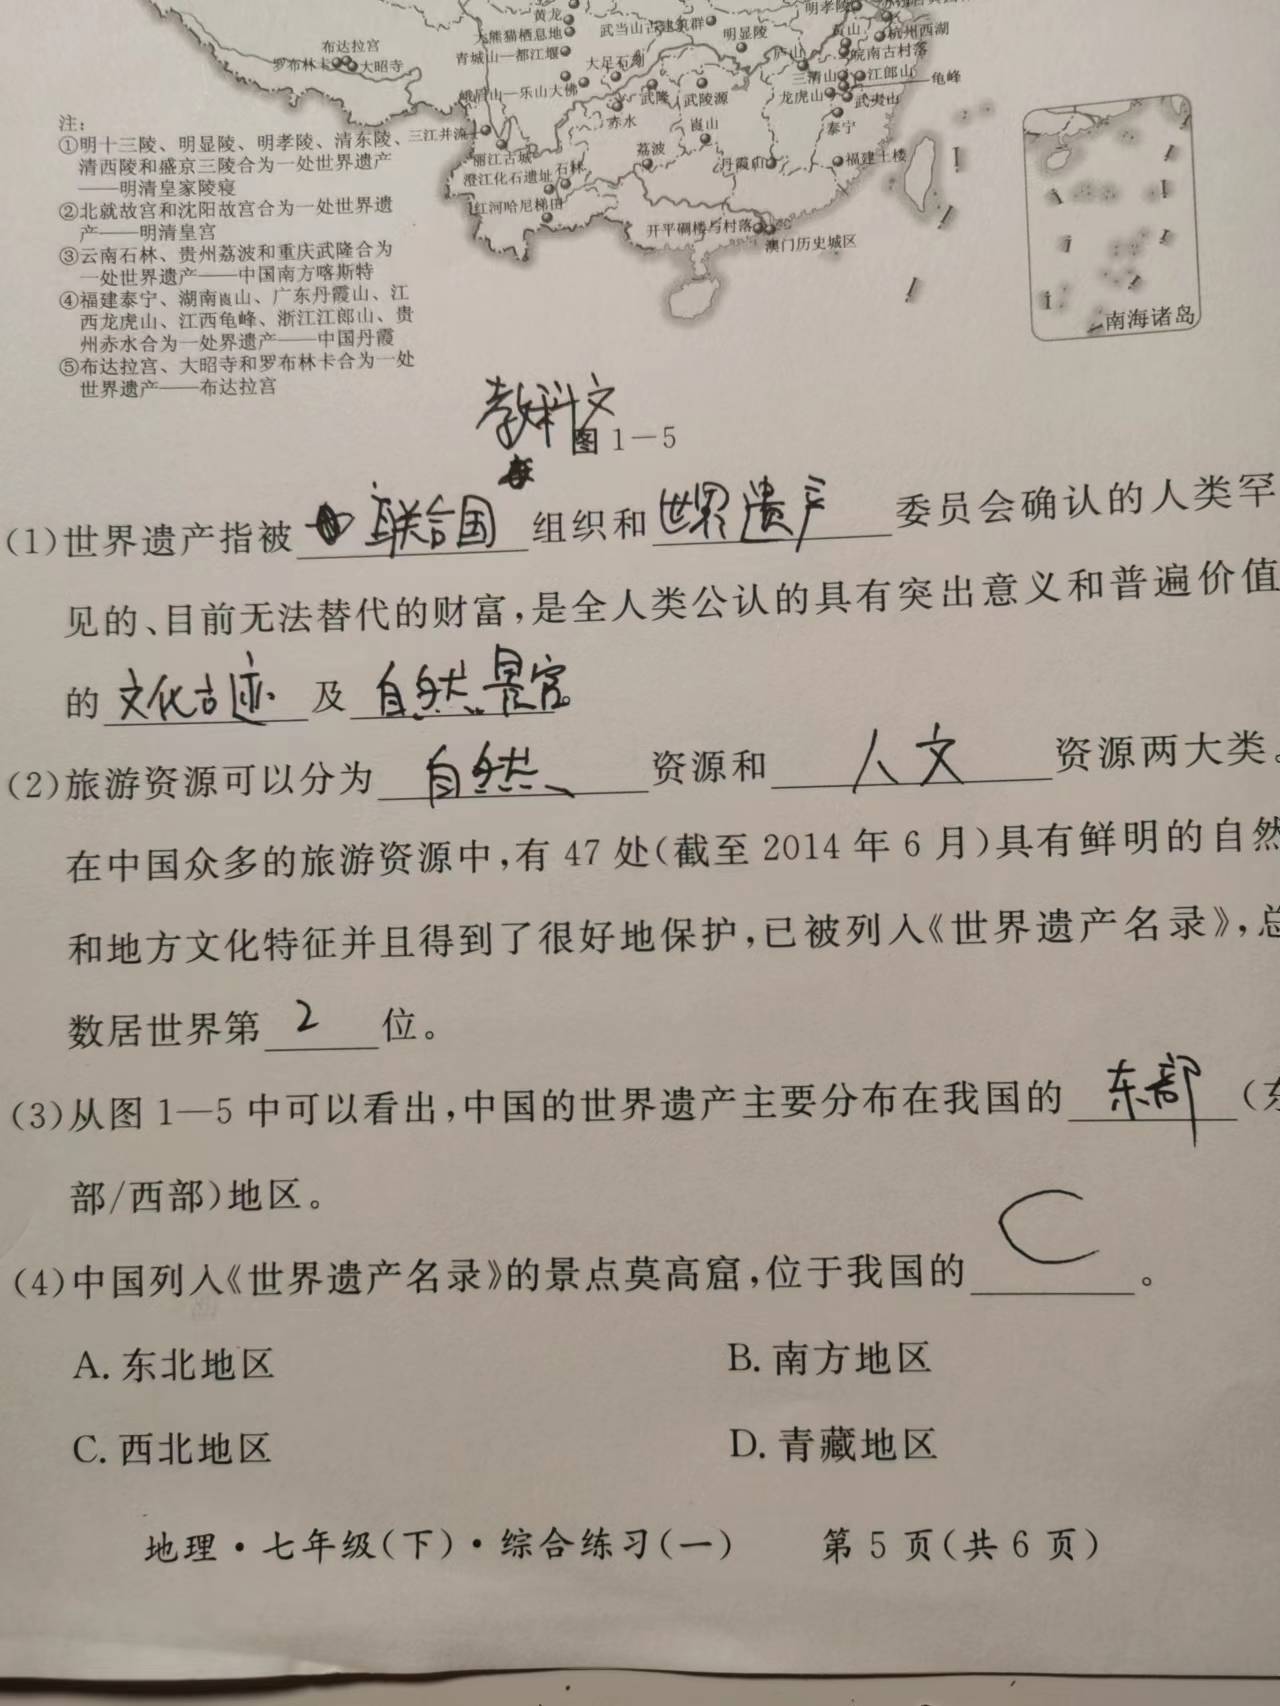 黄龙
大熊猫栖息地
青城山—都江堰
武当山古建筑群
明显陵
明孝陵
杭州西湖
皖南古村落
庐山
布达拉宫
罗布林卡
大昭寺
大足石刻
三清山
江郎山
龟峰
峨眉山—乐山大佛
武隆
武陵源
龙虎山
武夷山
赤水
崀山
泰宁
三江并流
丽江古城
荔波
丹霞山
福建土楼
澄江化石遗址
石林
红河哈尼梯田
开平碉楼与村落
澳门历史城区
南海诸岛
注:
①明十三陵、明显陵、明孝陵、清东陵、
清西陵和盛京三陵合为一处世界遗产
——明清皇家陵寝
②北就故宫和沈阳故宫合为一处世界遗
产——明清皇宫
③云南石林、贵州荔波和重庆武隆合为
一处世界遗产——中国南方喀斯特
④福建泰宁、湖南崀山、广东丹霞山、江
西龙虎山、江西龟峰、浙江江郎山、贵
州赤水合为一处界遗产——中国丹霞
⑤布达拉宫、大昭寺和罗布林卡合为一处
世界遗产——布达拉宫
教科文
图1—5
(1)世界遗产指被 联合国 组织和 世界遗产 委员会确认的人类罕
见的、目前无法替代的财富,是全人类公认的具有突出意义和普遍价值
的 文化古迹 及 自然景官。
(2)旅游资源可以分为 自然 资源和 人文 资源两大类。
在中国众多的旅游资源中,有 47 处(截至 2014 年 6 月)具有鲜明的自然
和地方文化特征并且得到了很好地保护,已被列入《世界遗产名录》,总
数居世界第 2 位。
(3)从图 1—5 中可以看出,中国的世界遗产主要分布在我国的 东部 (东
部/西部)地区。
(4)中国列入《世界遗产名录》的景点莫高窟,位于我国的 C 。
A. 东北地区 B. 南方地区
C. 西北地区 D. 青藏地区
地理·七年级(下)·综合练习(一) 第 5 页(共 6 页)